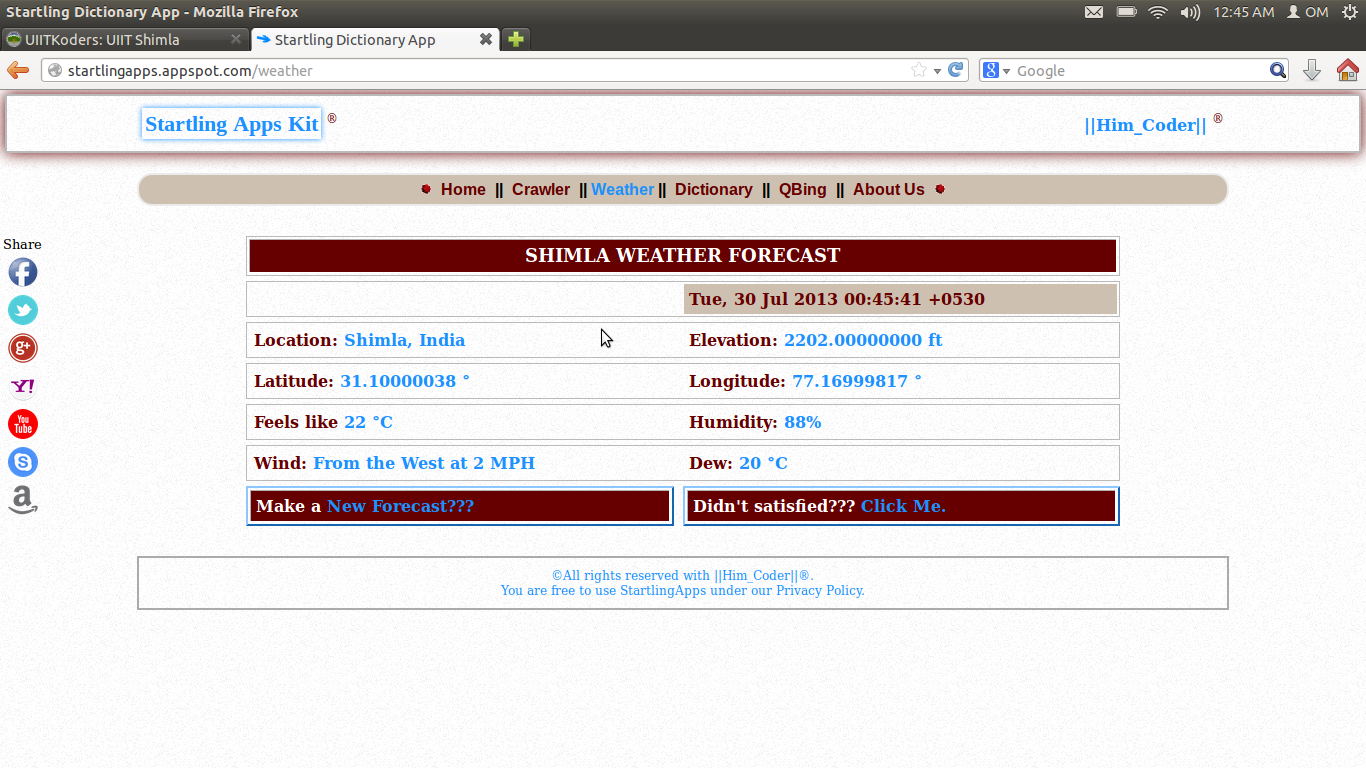 Startling Dictionary App - Mozilla Firefox 12:45 AM OM
UIITKoders: UIIT Shimla Startling Dictionary App
startlingapps.appspot.com/weather Google
Startling Apps Kit ® ||Him_Coder|| ®
Home || Crawler || Weather || Dictionary || QBing || About Us
Share
SHIMLA WEATHER FORECAST
Tue, 30 Jul 2013 00:45:41 +0530
Location: Shimla, India Elevation: 2202.00000000 ft
Latitude: 31.10000038 ° Longitude: 77.16999817 °
Feels like 22 °C Humidity: 88%
Wind: From the West at 2 MPH Dew: 20 °C
Make a New Forecast??? Didn't satisfied??? Click Me.
f
g+
Y!
You
Tube
S
a
8
©All rights reserved with ||Him_Coder||®.
You are free to use StartlingApps under our Privacy Policy.